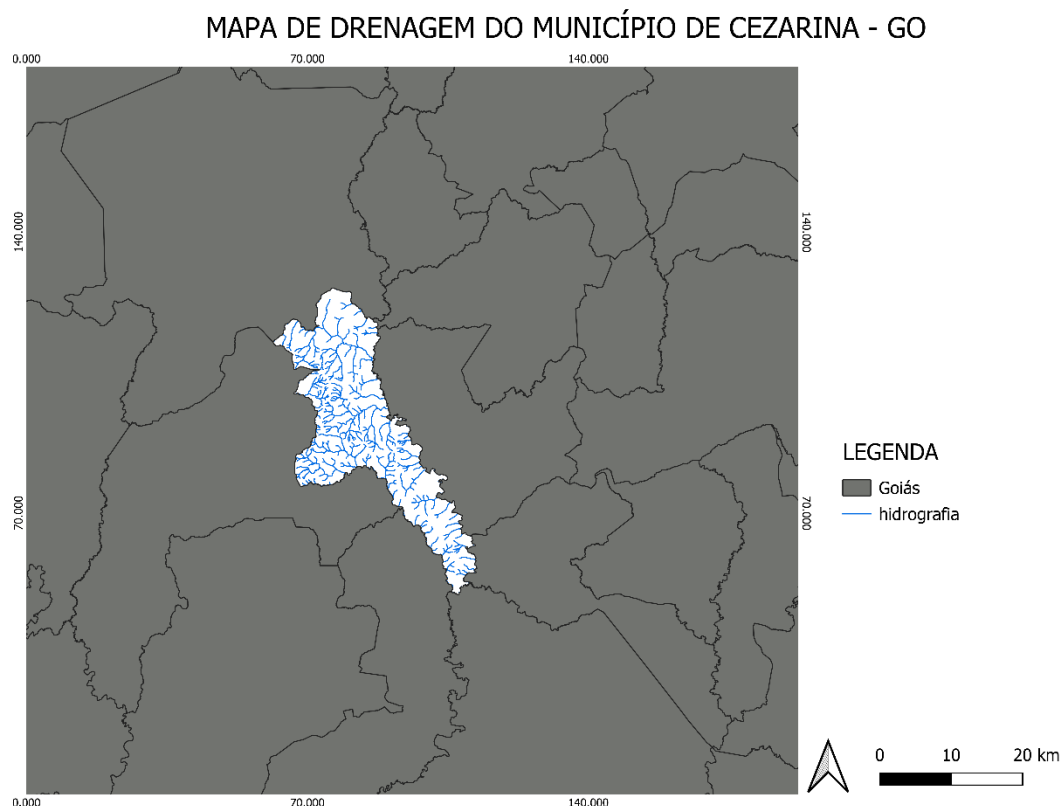 MAPA DE DRENAGEM DO MUNICÍPIO DE CEZARINA - GO
0.000 70.000 140.000
140.000 140.000
70.000 70.000
LEGENDA
Goiás
hidrografia
0 10 20 km
0.000 70.000 140.000